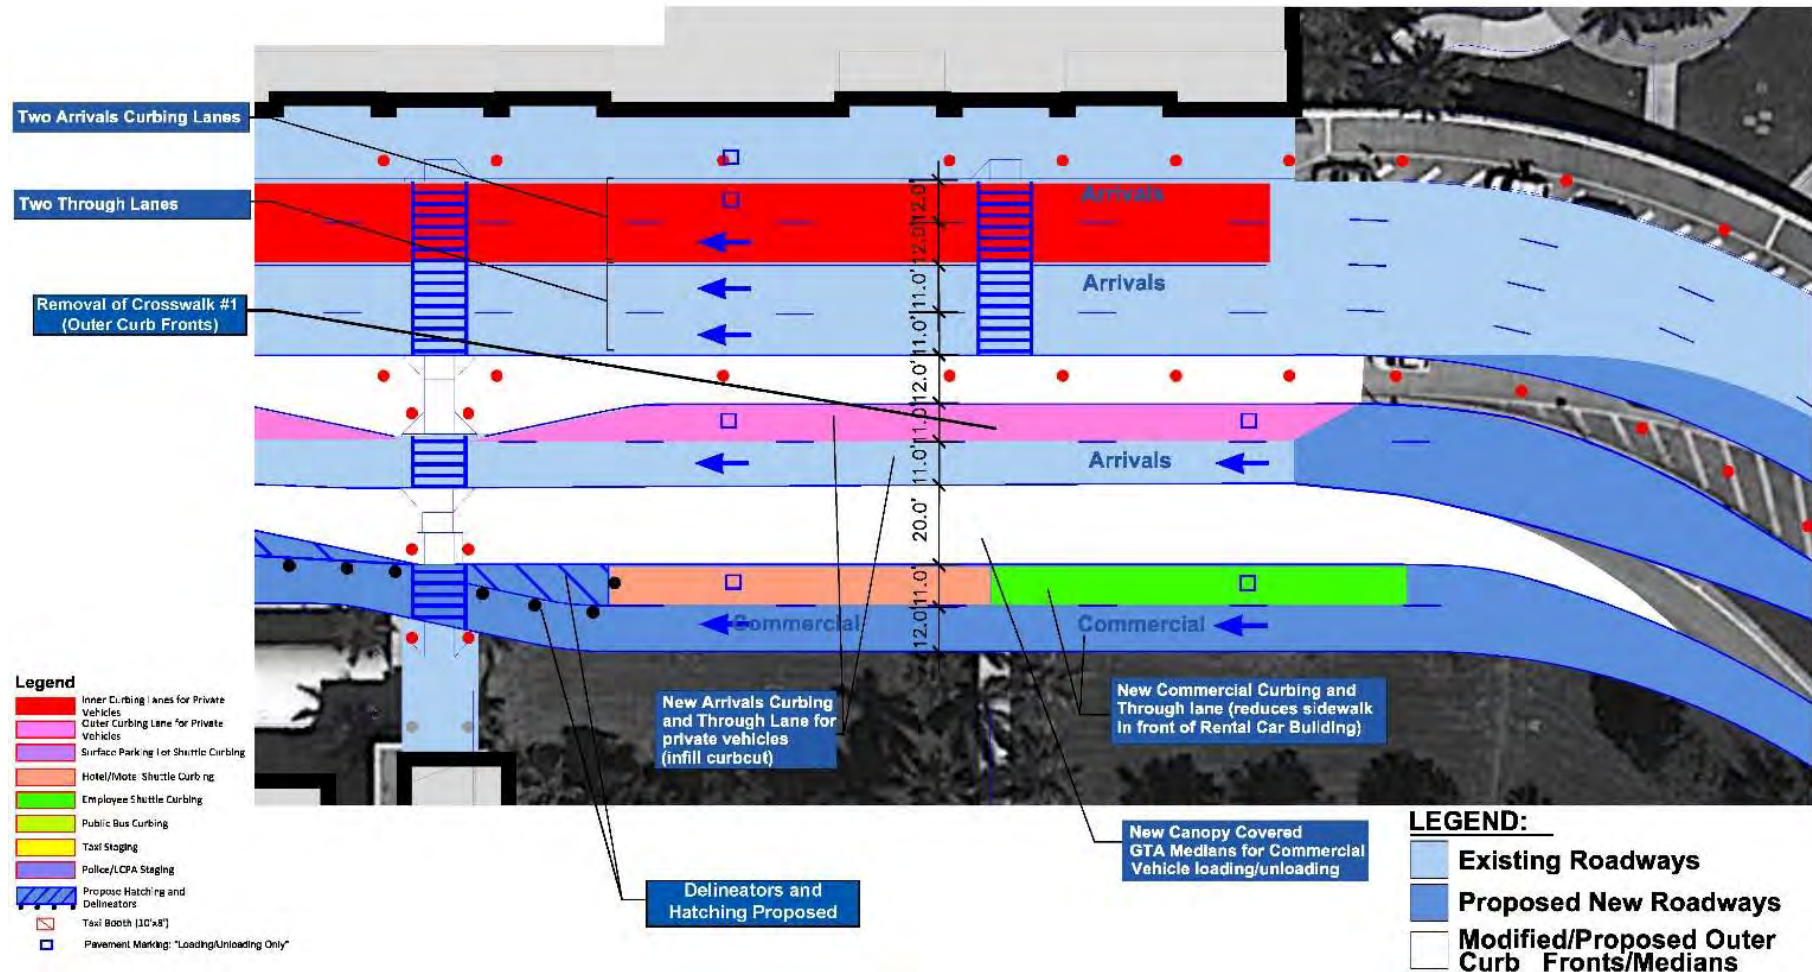 Two Arrivals Curbing Lanes
Two Through Lanes
Removal of Crosswalk #1
(Outer Curb Fronts)
Arrivals
Arrivals
Arrivals
Commercial
Commercial
12.0'
12.0'
11.0'
11.0'
12.0'
11.0'
11.0'
20.0'
11.0'
12.0'
New Arrivals Curbing
and Through Lane for
private vehicles
(infill curbcut)
New Commercial Curbing and
Through lane (reduces sidewalk
in front of Rental Car Building)
New Canopy Covered
GTA Medians for Commercial
Vehicle loading/unloading
Delineators and
Hatching Proposed
Legend
Inner Curbing Lanes for Private
Vehicles
Outer Curbing Lane for Private
Vehicles
Surface Parking Lot Shuttle Curbing
Hotel/Motel Shuttle Curbing
Employee Shuttle Curbing
Public Bus Curbing
Taxi Staging
Police/LCPA Staging
Propose Hatching and
Delineators
Taxi Booth (10'x8')
Pavement Marking: "Loading/Unloading Only"
LEGEND:
Existing Roadways
Proposed New Roadways
Modified/Proposed Outer
Curb Fronts/Medians